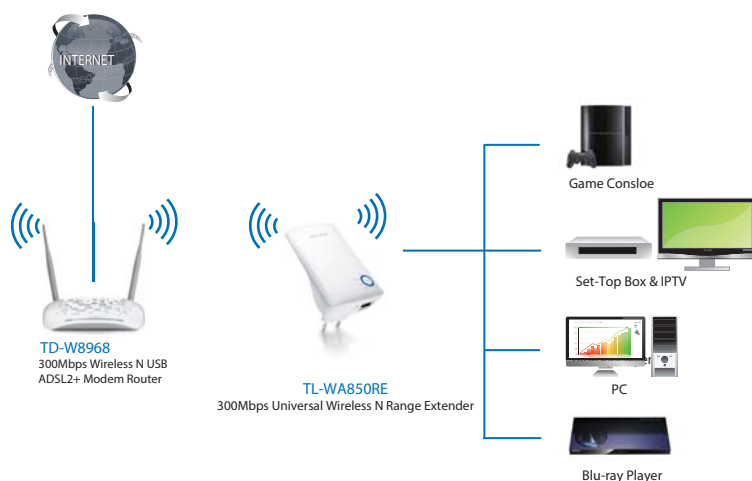 INTERNET
Game Consloe
Set-Top Box & IPTV
TD-W8968
300Mbps Wireless N USB
ADSL2+ Modem Router
TL-WA850RE
300Mbps Universal Wireless N Range Extender
PC
Blu-ray Player